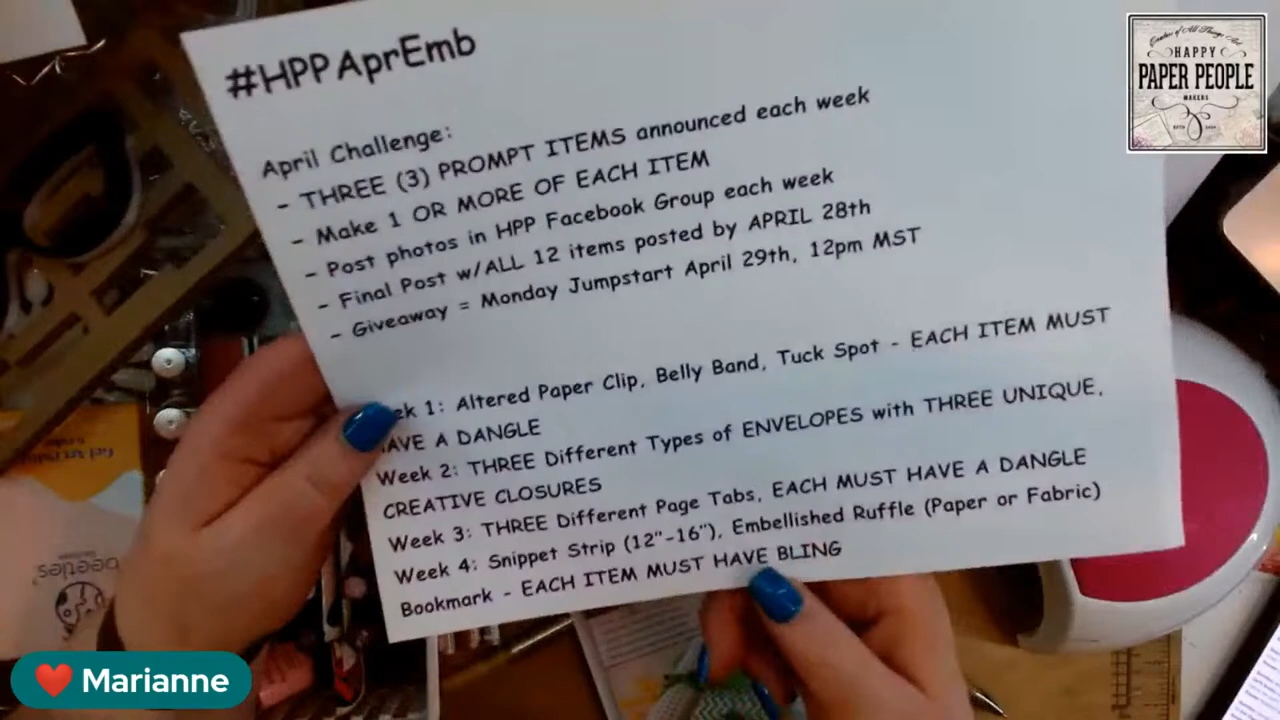 #HPPAprEmb
April Challenge:
- THREE (3) PROMPT ITEMS announced each week
- Make 1 OR MORE OF EACH ITEM
- Post photos in HPP Facebook Group each week
- Final Post w/ALL 12 items posted by APRIL 28th
- Giveaway = Monday Jumpstart April 29th, 12pm MST
ek 1: Altered Paper Clip, Belly Band, Tuck Spot - EACH ITEM MUST
AVE A DANGLE
Week 2: THREE Different Types of ENVELOPES with THREE UNIQUE,
CREATIVE CLOSURES
Week 3: THREE Different Page Tabs, EACH MUST HAVE A DANGLE
Week 4: Snippet Strip (12"-16"), Embellished Ruffle (Paper or Fabric)
Bookmark - EACH ITEM MUST HAVE BLING
HAPPY
PAPER PEOPLE
MAKERS
beetles
Marianne